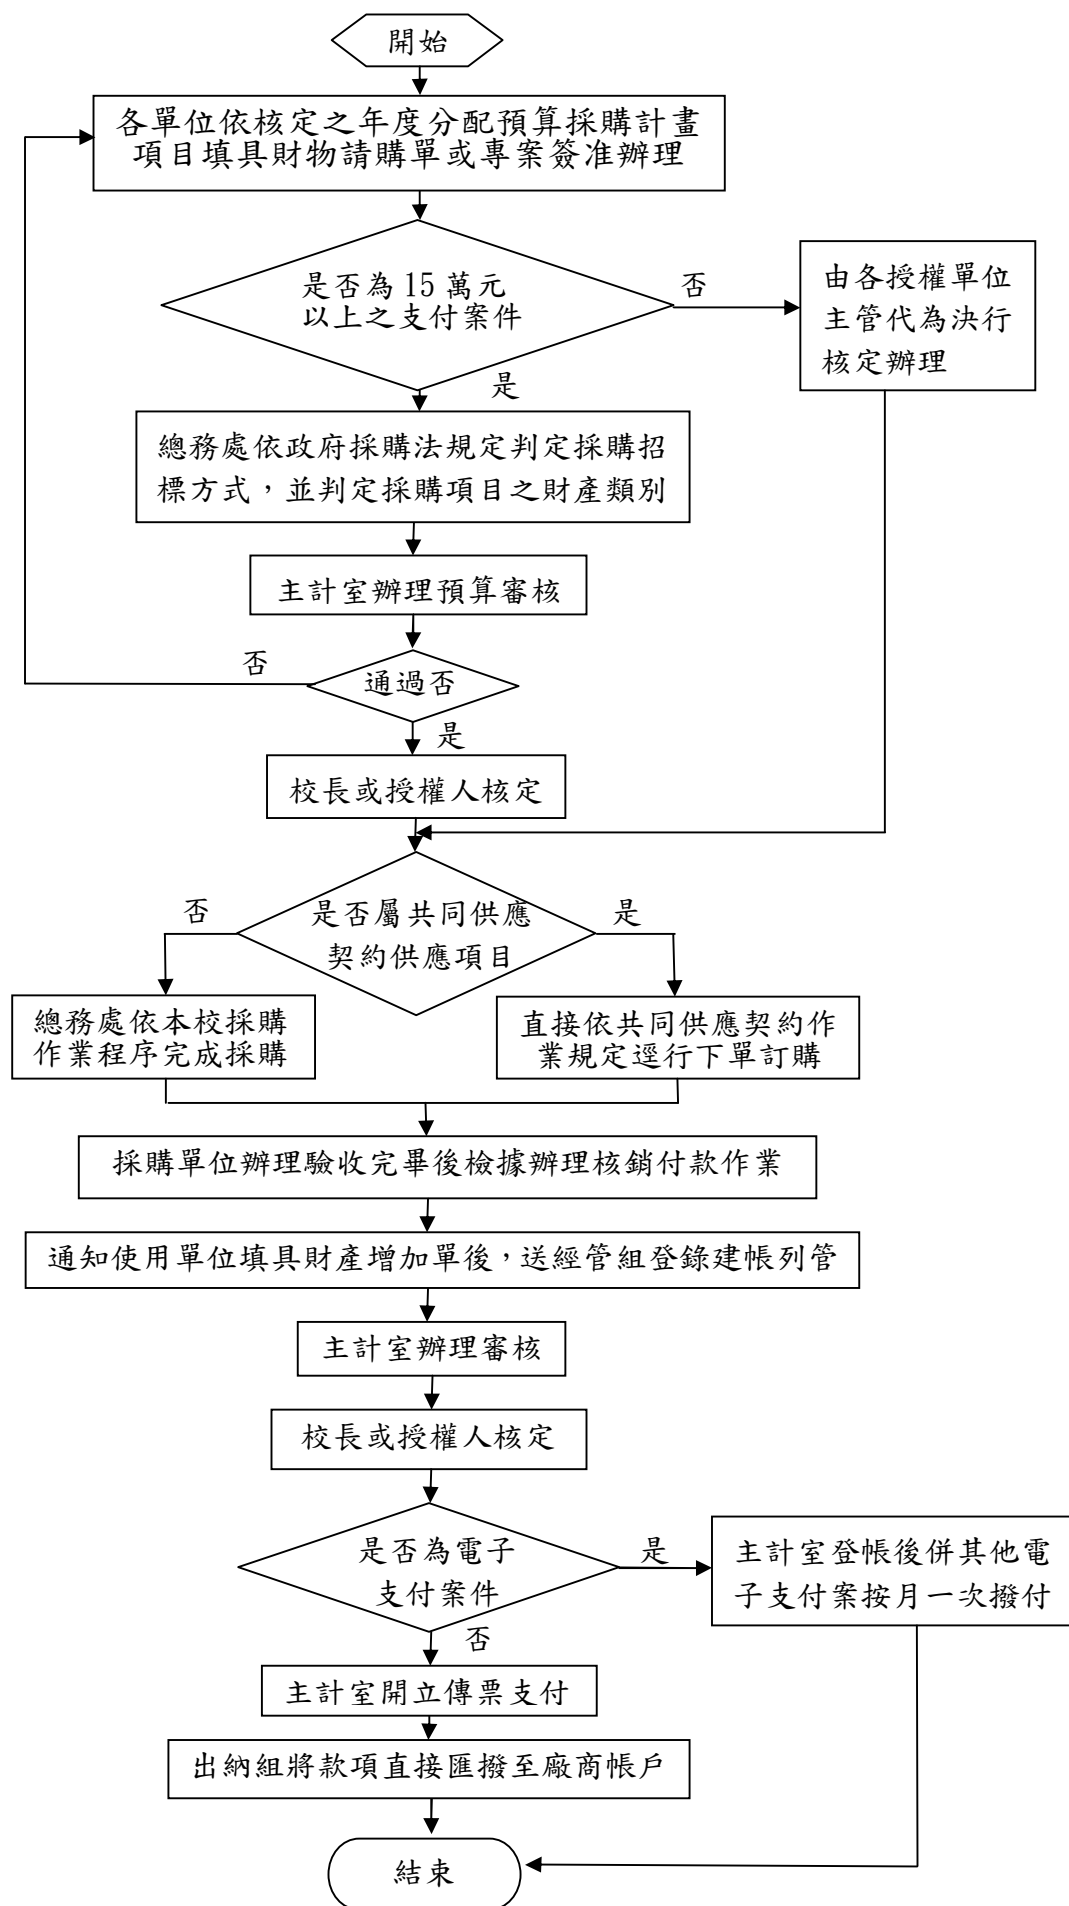 開始
各單位依核定之年度分配預算採購計畫
項目填具財物請購單或專案簽准辦理
是否為 15 萬元
以上之支付案件
否
由各授權單位
主管代為決行
核定辦理
是
總務處依政府採購法規定判定採購招
標方式，並判定採購項目之財產類別
主計室辦理預算審核
否
通過否
是
校長或授權人核定
否
是否屬共同供應
契約供應項目
是
總務處依本校採購
作業程序完成採購
直接依共同供應契約作
業規定逕行下單訂購
採購單位辦理驗收完畢後檢據辦理核銷付款作業
通知使用單位填具財產增加單後，送經管組登錄建帳列管
主計室辦理審核
校長或授權人核定
是否為電子
支付案件
是
主計室登帳後併其他電
子支付案按月一次撥付
否
主計室開立傳票支付
出納組將款項直接匯撥至廠商帳戶
結束